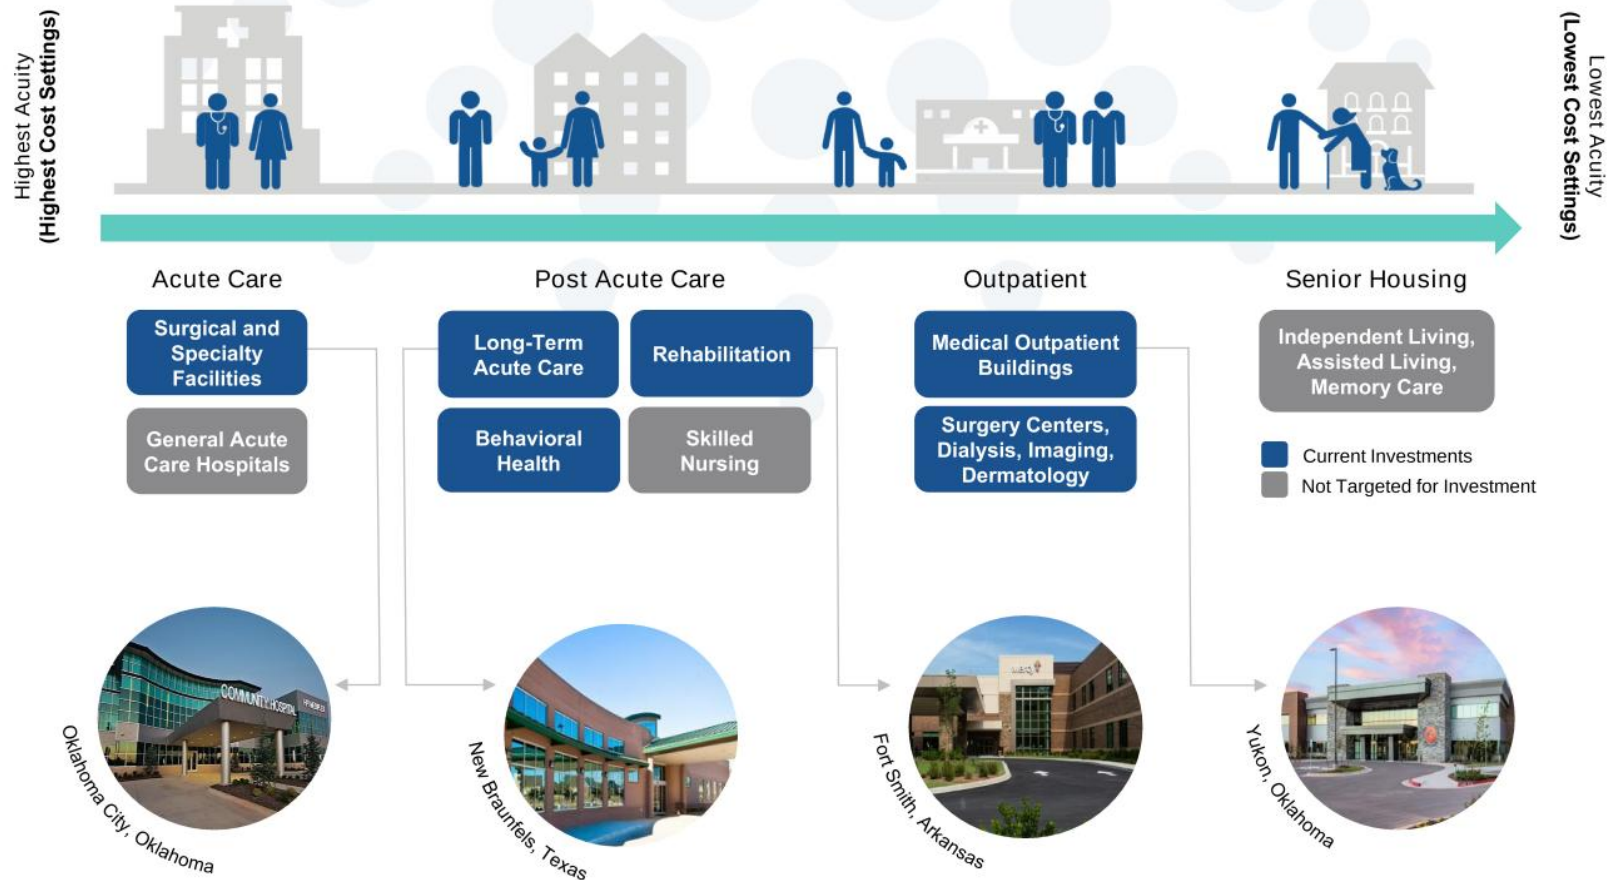 Highest Acuity
(Highest Cost Settings)
Lowest Acuity
(Lowest Cost Settings)
Acute Care
Surgical and
Specialty
Facilities
General Acute
Care Hospitals
Post Acute Care
Long-Term
Acute Care
Rehabilitation
Behavioral
Health
Skilled
Nursing
Outpatient
Medical Outpatient
Buildings
Surgery Centers,
Dialysis, Imaging,
Dermatology
Senior Housing
Independent Living,
Assisted Living,
Memory Care
Current Investments
Not Targeted for Investment
COMMUNITY HOSPITAL
Oklahoma City, Oklahoma
New Braunfels, Texas
Fort Smith, Arkansas
Yukon, Oklahoma